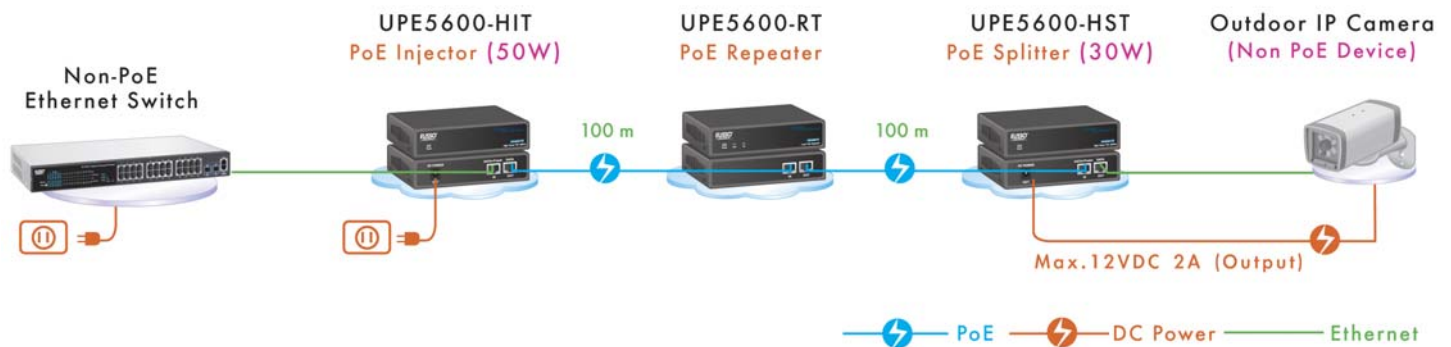 UPE5600-HIT
PoE Injector (50W)
UPE5600-RT
PoE Repeater
UPE5600-HST
PoE Splitter (30W)
Outdoor IP Camera
(Non PoE Device)
Non-PoE
Ethernet Switch
100 m
100 m
Max.12VDC 2A (Output)
PoE
DC Power
Ethernet